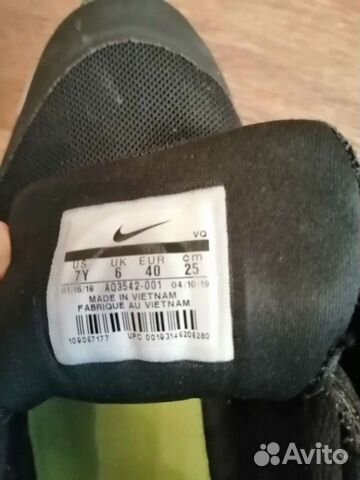 VQ
US UK EUR cm
7Y 6 40 25
01/16/19 AQ3542-001 04/10/19
MADE IN VIETNAM
FABRIQUE AU VIETNAM
109067177 UPC 00193146206280
Avito